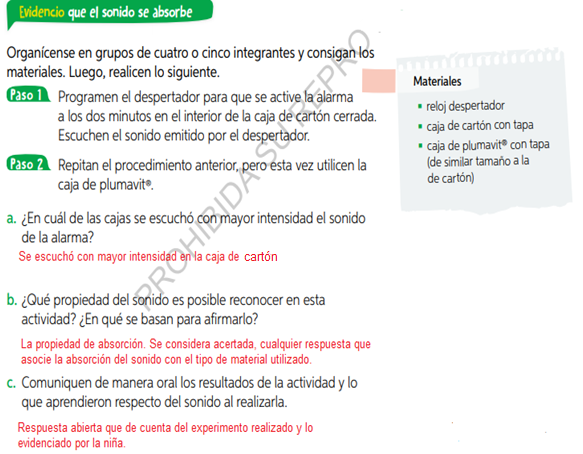 Evidencio que el sonido se absorbe
Organícense en grupos de cuatro o cinco integrantes y consigan los
materiales. Luego, realicen lo siguiente.
Paso 1 Programen el despertador para que se active la alarma
a los dos minutos en el interior de la caja de cartón cerrada.
Escuchen el sonido emitido por el despertador.
Paso 2 Repitan el procedimiento anterior, pero esta vez utilicen la
caja de plumavit®.
Materiales
• reloj despertador
• caja de cartón con tapa
• caja de plumavit® con tapa
(de similar tamaño a la
de cartón)
a. ¿En cuál de las cajas se escuchó con mayor intensidad el sonido
de la alarma?
Se escuchó con mayor intensidad en la caja de cartón
b. ¿Qué propiedad del sonido es posible reconocer en esta
actividad? ¿En qué se basan para afirmarlo?
La propiedad de absorción. Se considera acertada, cualquier respuesta que
asocie la absorción del sonido con el tipo de material utilizado.
c. Comuniquen de manera oral los resultados de la actividad y lo
que aprendieron respecto del sonido al realizarla.
Respuesta abierta que de cuenta del experimento realizado y lo
evidenciado por la niña.
PROHIBIDA SU REPRO